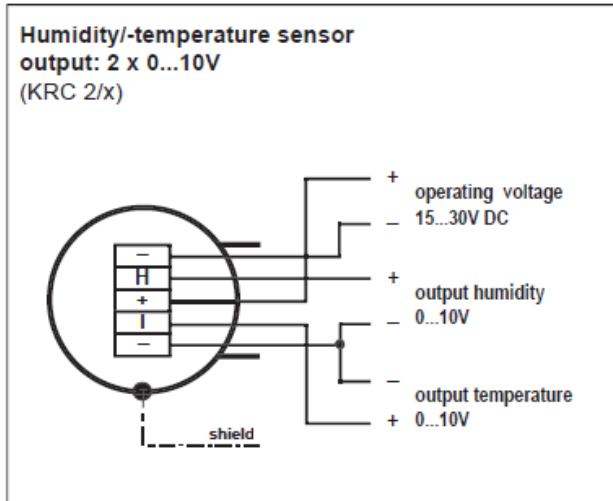 Humidity/-temperature sensor
output: 2 x 0...10V
(KRC 2/x)
+
operating voltage
– 15...30V DC
–
H
+
I
–
+
output humidity
– 0...10V
–
output temperature
+ 0...10V
shield